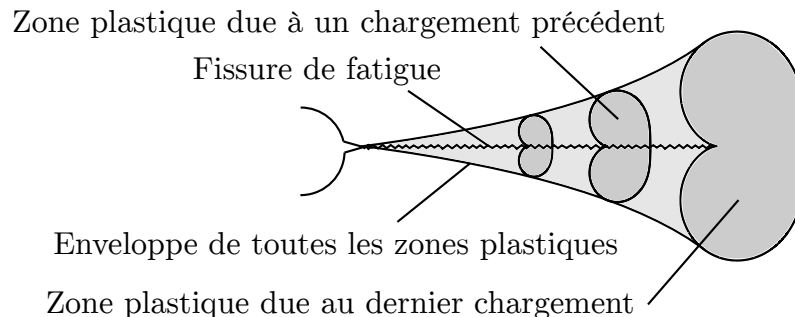 Zone plastique due à un chargement précédent
Fissure de fatigue
Enveloppe de toutes les zones plastiques
Zone plastique due au dernier chargement